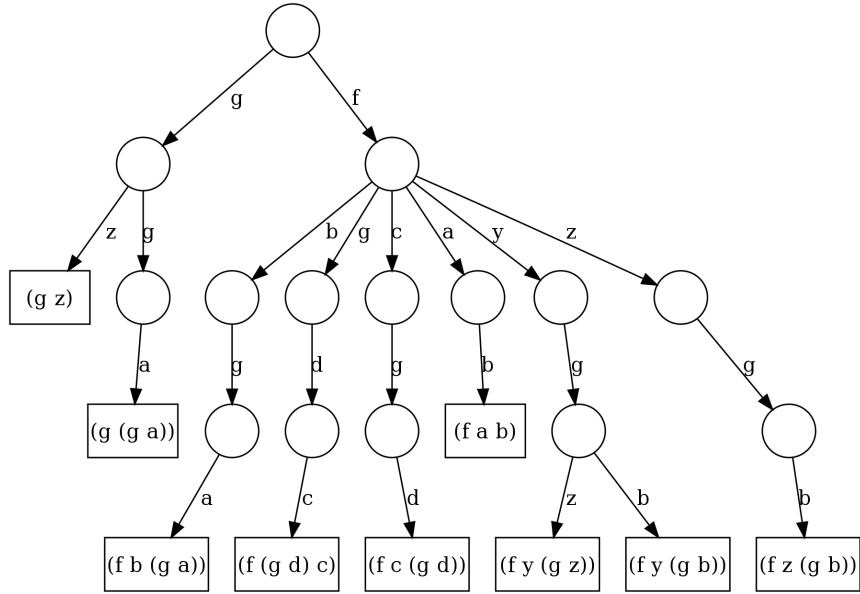 g f
z g b g c a y z
(g z)
a g d g b g g
(g (g a)) (f a b)
a c d z b b
(f b (g a)) (f (g d) c) (f c (g d)) (f y (g z)) (f y (g b)) (f z (g b))